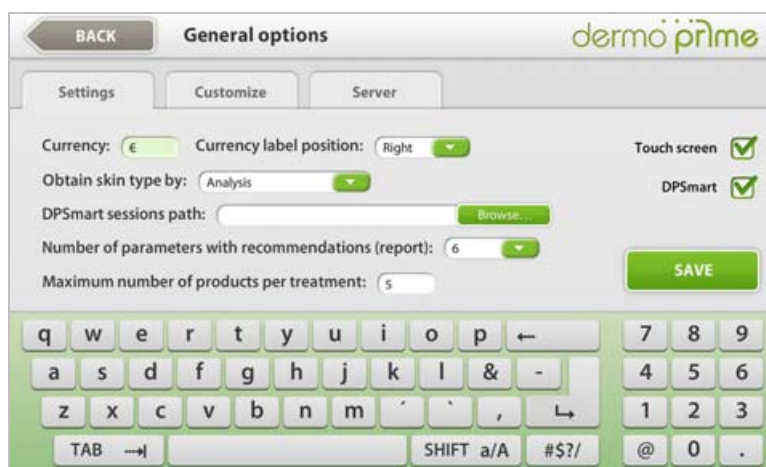 BACK General options dermo prime
Settings Customize Server
Currency: € Currency label position: Right Touch screen
Obtain skin type by: Analysis DPSmart
DPSmart sessions path: Browse...
Number of parameters with recommendations (report): 6
SAVE
Maximum number of products per treatment: 5
q w e r t y u i o p ← 7 8 9
a s d f g h j k l & - 4 5 6
z x c v b n m ´ ` , ↵ 1 2 3
TAB SHIFT a/A #$?/ @ 0 .